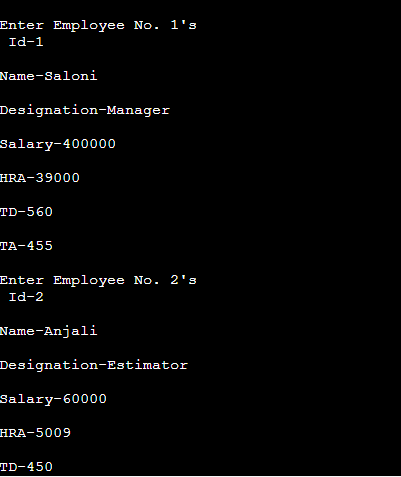 Enter Employee No. 1's
Id-1
Name-Saloni
Designation-Manager
Salary-400000
HRA-39000
TD-560
TA-455
Enter Employee No. 2's
Id-2
Name-Anjali
Designation-Estimator
Salary-60000
HRA-5009
TD-450